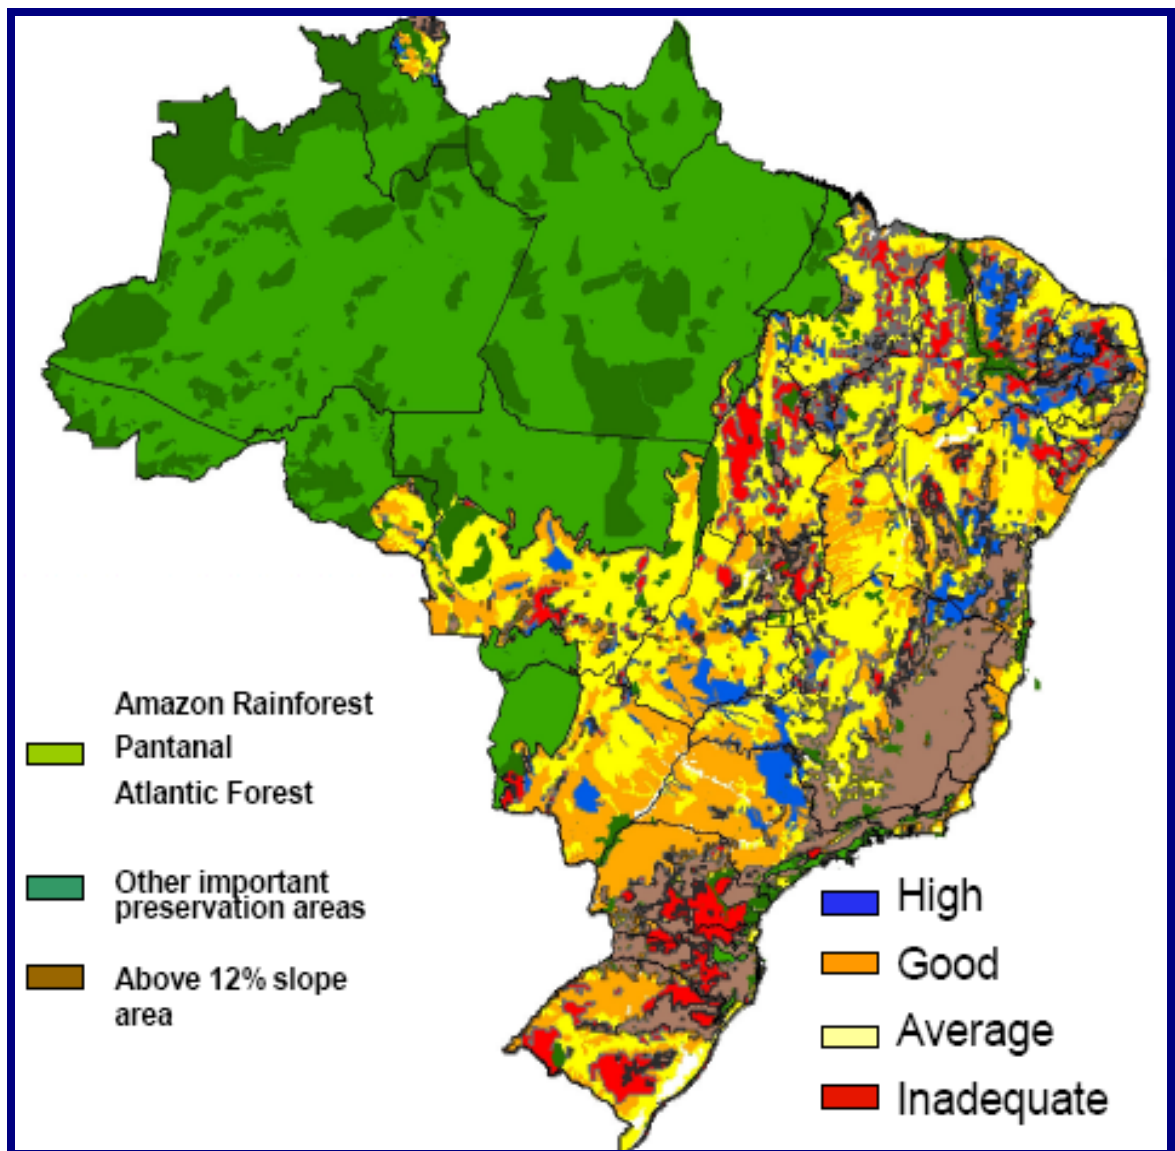 Amazon Rainforest
Pantanal
Atlantic Forest
Other important
preservation areas
Above 12% slope
area
High
Good
Average
Inadequate